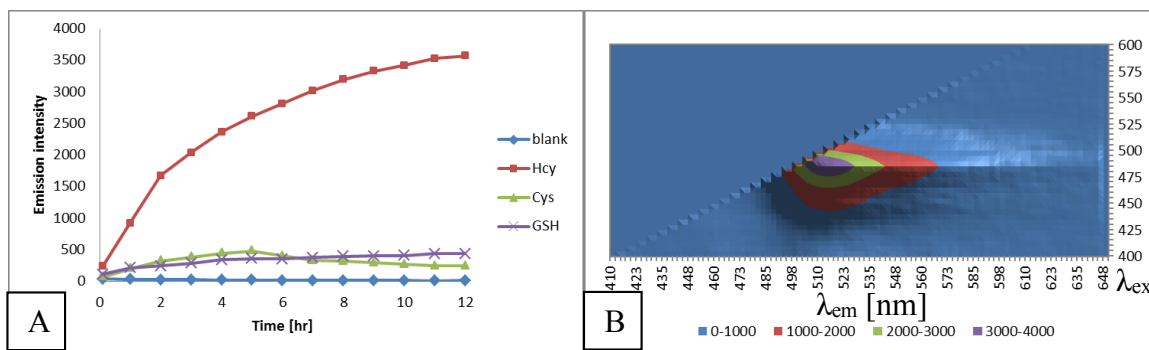 4000
3500
3000
2500
2000
1500
1000
500
0
Emission intensity
0 2 4 6 8 10 12
Time [hr]
blank
Hcy
Cys
GSH
A
600
575
550
525
500
475
450
425
400
λex
410 423 435 448 460 473 485 498 510 523 535 548 560 573 585 598 610 623 635 648
λem [nm]
0-1000 1000-2000 2000-3000 3000-4000
B